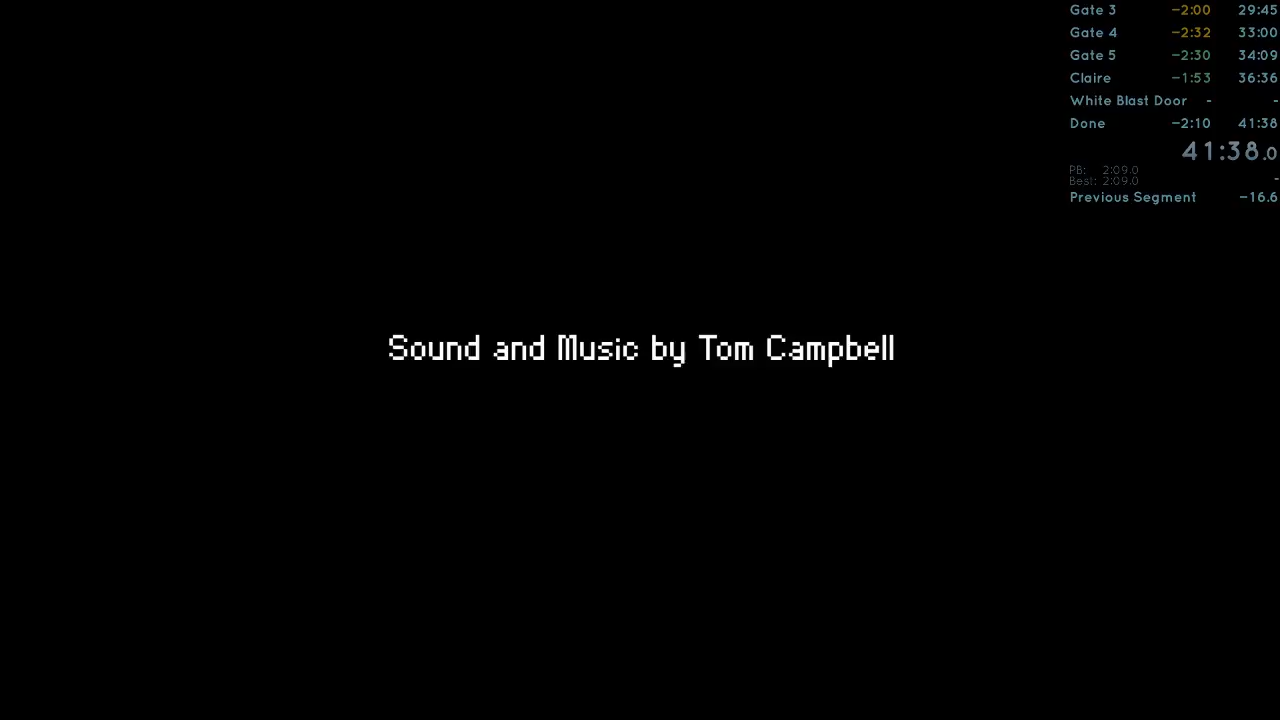 Gate 3 −2:00 29:45
Gate 4 −2:32 33:00
Gate 5 −2:30 34:09
Claire −1:53 36:36
White Blast Door - -
Done −2:10 41:38
41:38.0
PB: 2:09.0
Best: 2:09.0 -
Previous Segment −16.6
Sound and Music by Tom Campbell